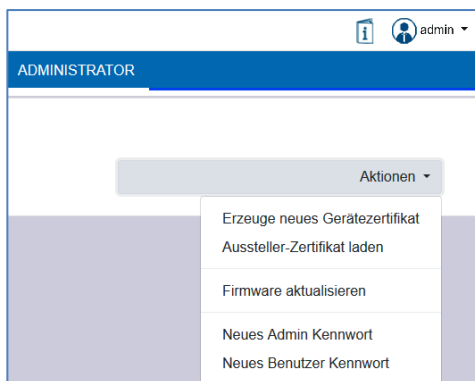 admin
ADMINISTRATOR
Aktionen
Erzeuge neues Gerätezertifikat
Aussteller-Zertifikat laden
Firmware aktualisieren
Neues Admin Kennwort
Neues Benutzer Kennwort